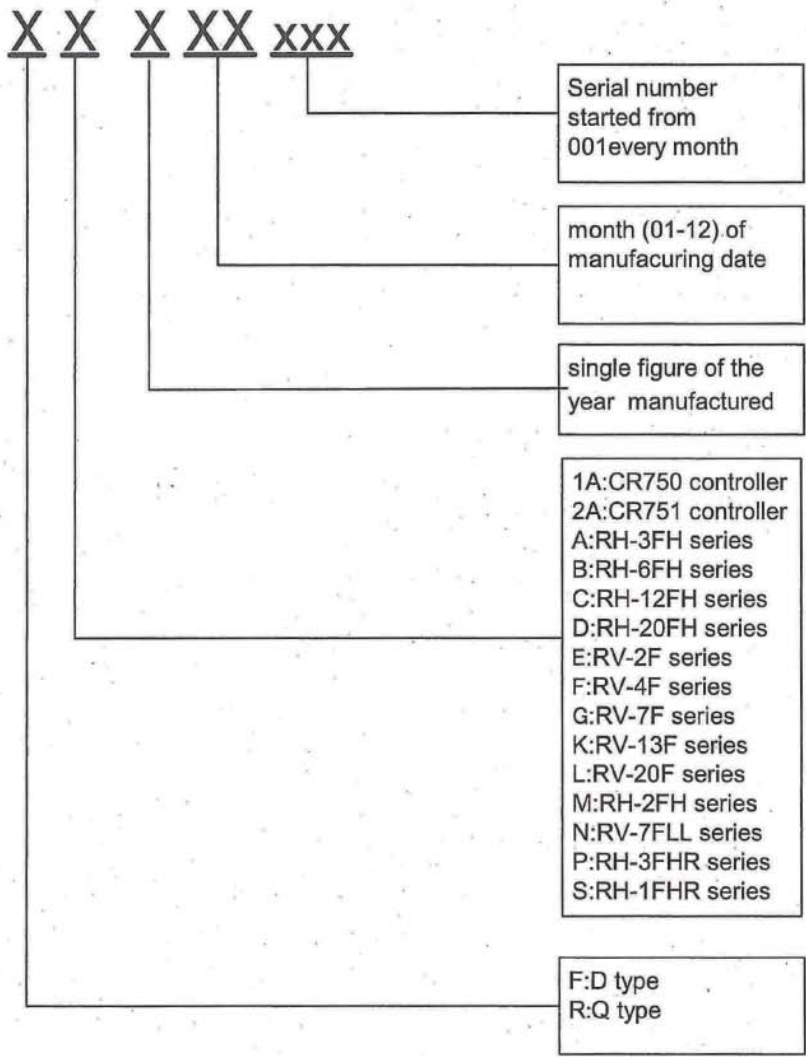 X X X XX xxx
Serial number
started from
001every month
month (01-12) of
manufacuring date
single figure of the
year manufactured
1A:CR750 controller
2A:CR751 controller
A:RH-3FH series
B:RH-6FH series
C:RH-12FH series
D:RH-20FH series
E:RV-2F series
F:RV-4F series
G:RV-7F series
K:RV-13F series
L:RV-20F series
M:RH-2FH series
N:RV-7FLL series
P:RH-3FHR series
S:RH-1FHR series
F:D type
R:Q type